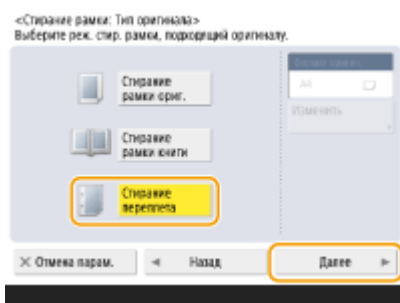 <Стирание рамки: Тип оригинала>
Выберите реж. стир. рамки, подходящий оригиналу.
Стирание
рамки ориг.
Стирание
рамки книги
Стирание
переплета
A4
Изменить
× Отмена парам.
Назад
Далее